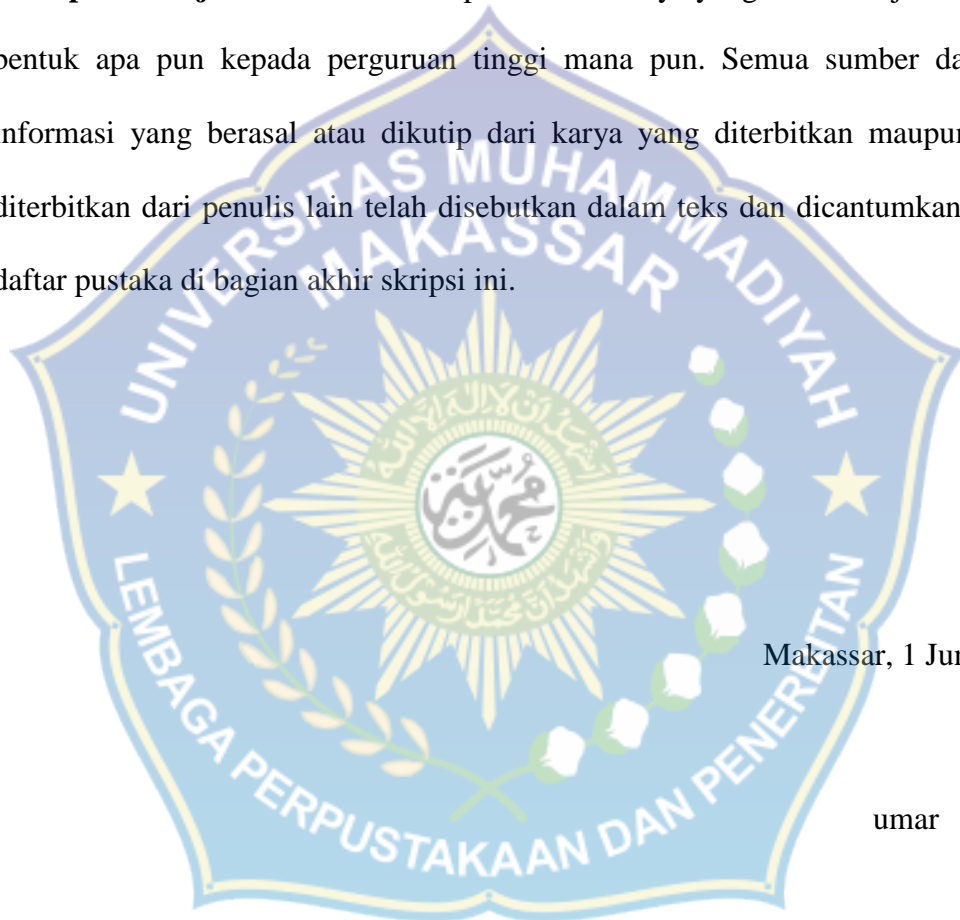 bentuk apa pun kepada perguruan tinggi mana pun. Semua sumber da
informasi yang berasal atau dikutip dari karya yang diterbitkan maupun
diterbitkan dari penulis lain telah disebutkan dalam teks dan dicantumkan
daftar pustaka di bagian akhir skripsi ini.
UNIVERSITAS MUHAMMADIYAH
MAKASSAR
LEMBAGA PERPUSTAKAAN DAN PENERBITAN
Makassar, 1 Jun
umar